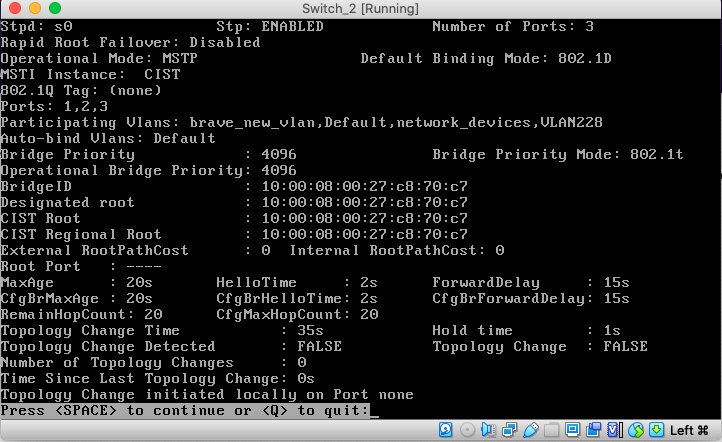 Switch_2 [Running]
Stpd: s0 Stp: ENABLED Number of Ports: 3
Rapid Root Failover: Disabled
Operational Mode: MSTP Default Binding Mode: 802.1D
MSTI Instance: CIST
802.1Q Tag: (none)
Ports: 1,2,3
Participating Vlans: brave_new_vlan,Default,network_devices,VLAN228
Auto-bind Vlans: Default
Bridge Priority : 4096 Bridge Priority Mode: 802.1t
Operational Bridge Priority: 4096
BridgeID : 10:00:08:00:27:c8:70:c7
Designated root : 10:00:08:00:27:c8:70:c7
CIST Root : 10:00:08:00:27:c8:70:c7
CIST Regional Root : 10:00:08:00:27:c8:70:c7
External RootPathCost : 0 Internal RootPathCost: 0
Root Port : ----
MaxAge : 20s HelloTime : 2s ForwardDelay : 15s
CfgBrMaxAge : 20s CfgBrHelloTime: 2s CfgBrForwardDelay: 15s
RemainHopCount: 20 CfgMaxHopCount: 20
Topology Change Time : 35s Hold time : 1s
Topology Change Detected : FALSE Topology Change : FALSE
Number of Topology Changes : 0
Time Since Last Topology Change: 0s
Topology Change initiated locally on Port none
Press <SPACE> to continue or <Q> to quit:_
Left ⌘